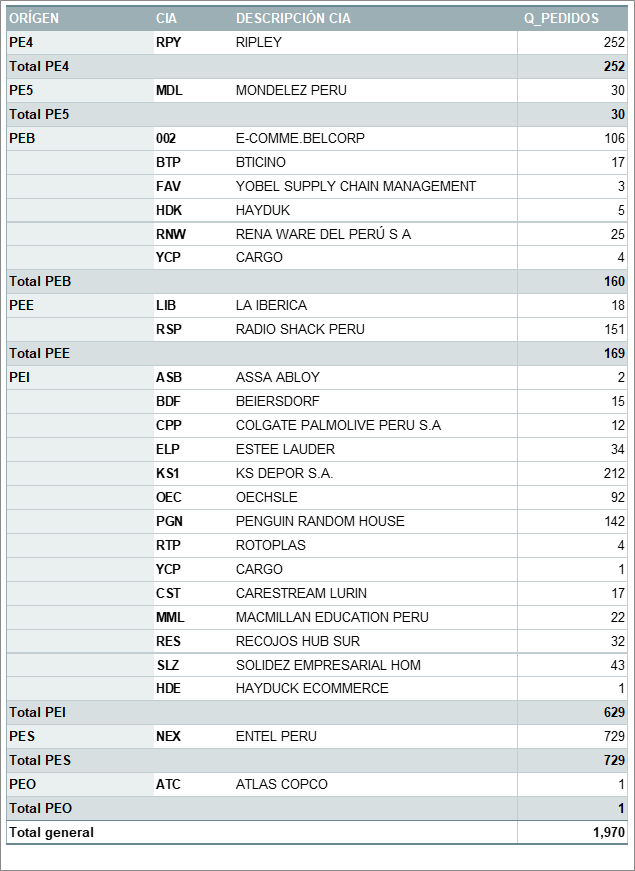 ORÍGEN CIA DESCRIPCIÓN CIA Q_PEDIDOS
PE4 RPY RIPLEY 252
Total PE4 252
PE5 MDL MONDELEZ PERU 30
Total PE5 30
PEB 002 E-COMME.BELCORP 106
BTP BTICINO 17
FAV YOBEL SUPPLY CHAIN MANAGEMENT 3
HDK HAYDUK 5
RNW RENA WARE DEL PERÚ S A 25
YCP CARGO 4
Total PEB 160
PEE LIB LA IBERICA 18
RSP RADIO SHACK PERU 151
Total PEE 169
PEI ASB ASSA ABLOY 2
BDF BEIERSDORF 15
CPP COLGATE PALMOLIVE PERU S.A 12
ELP ESTEE LAUDER 34
KS1 KS DEPOR S.A. 212
OEC OECHSLE 92
PGN PENGUIN RANDOM HOUSE 142
RTP ROTOPLAS 4
YCP CARGO 1
CST CARESTREAM LURIN 17
MML MACMILLAN EDUCATION PERU 22
RES RECOJOS HUB SUR 32
SLZ SOLIDEZ EMPRESARIAL HOM 43
HDE HAYDUCK ECOMMERCE 1
Total PEI 629
PES NEX ENTEL PERU 729
Total PES 729
PEO ATC ATLAS COPCO 1
Total PEO 1
Total general 1,970